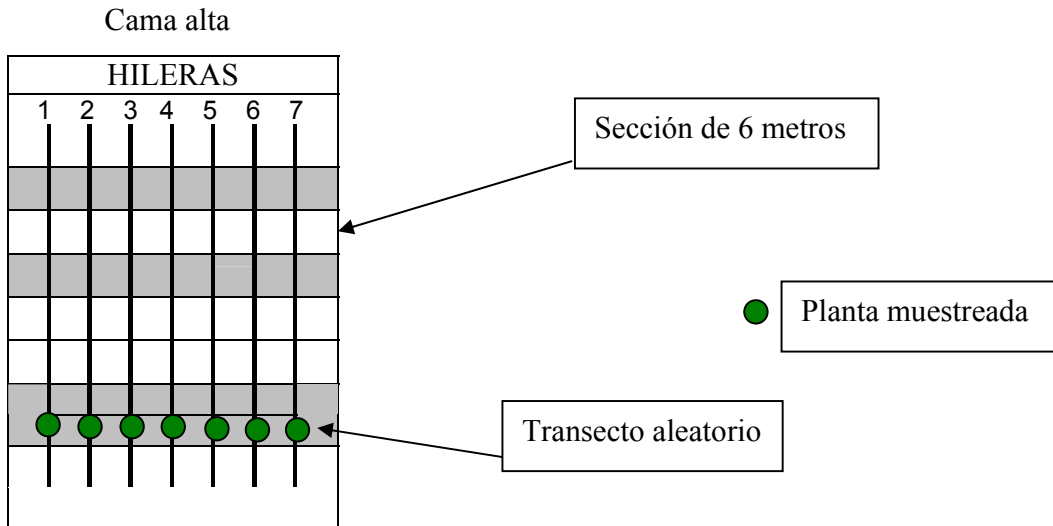 Cama alta
HILERAS
1 2 3 4 5 6 7
Sección de 6 metros
Planta muestreada
Transecto aleatorio